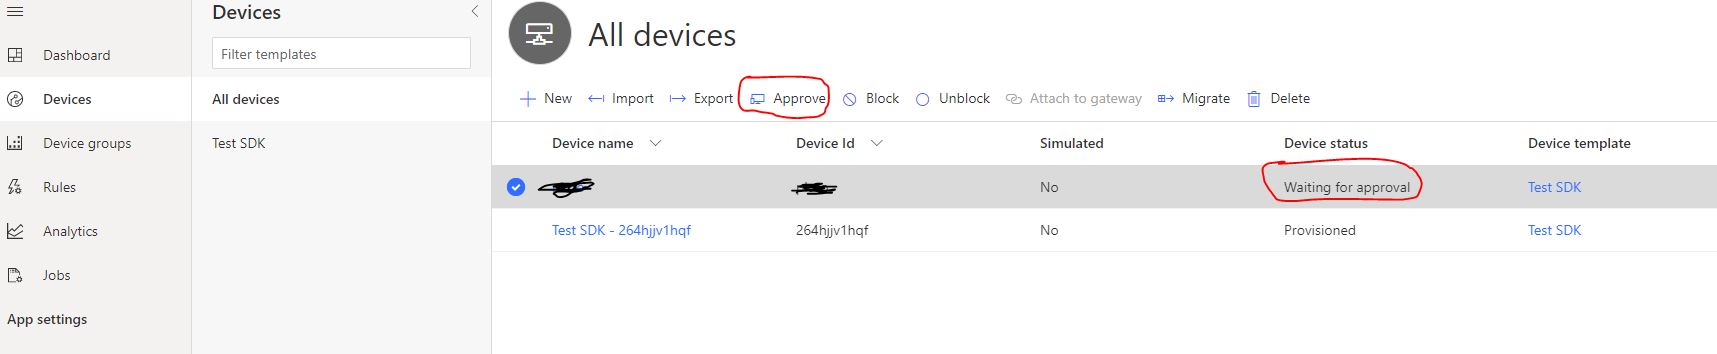 Devices
Dashboard
Filter templates
All devices
Devices
All devices
New Import Export Approve Block Unblock Attach to gateway Migrate Delete
Device groups
Test SDK
Device name Device Id Simulated Device status Device template
Rules
No Waiting for approval Test SDK
Analytics
Test SDK - 264hjjv1hqf 264hjjv1hqf No Provisioned Test SDK
Jobs
App settings